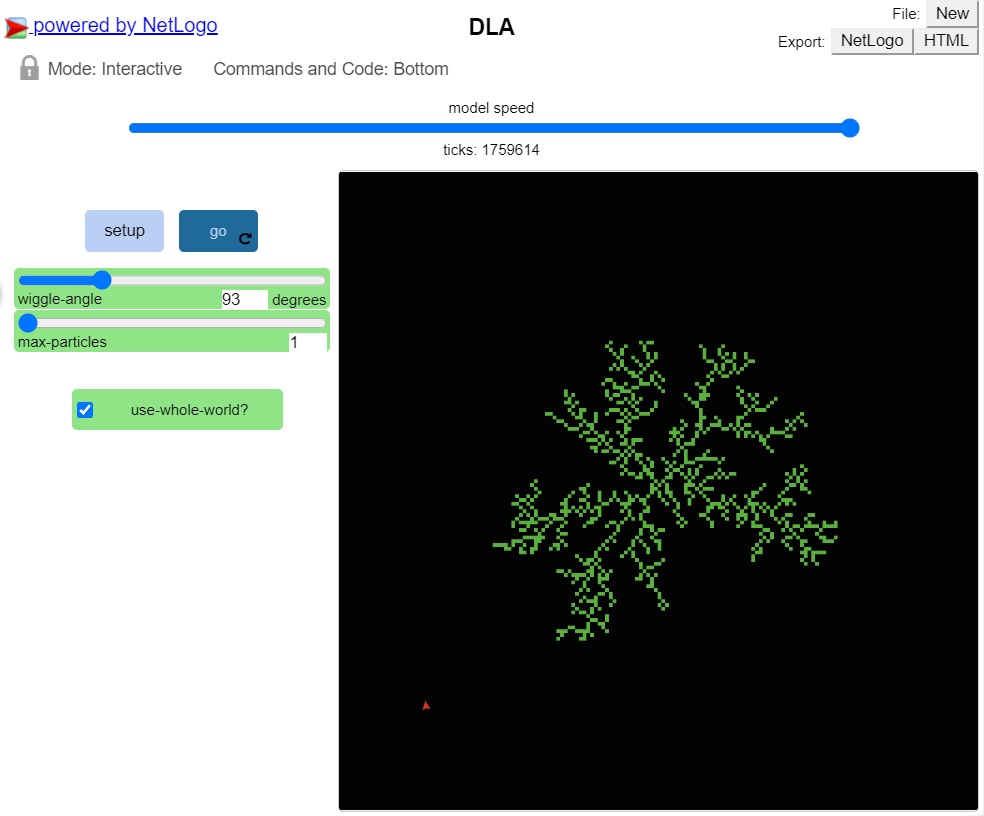 powered by NetLogo
DLA
File: New
Export: NetLogo HTML
Mode: Interactive Commands and Code: Bottom
model speed
ticks: 1759614
setup
go
wiggle-angle 93 degrees
max-particles 1
use-whole-world?